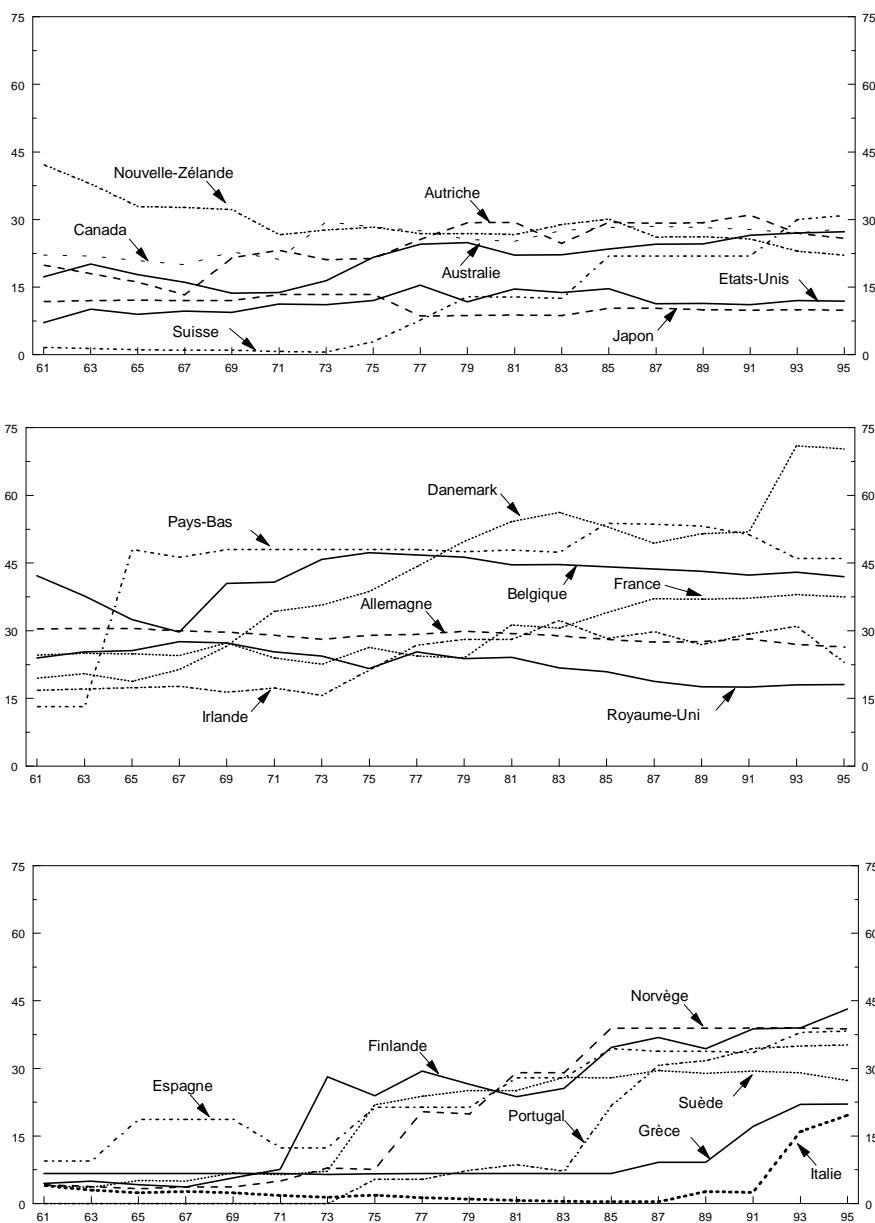 75 75
60 60
45 45
Nouvelle-Zélande
Autriche
Canada
30 30
Australie
Etats-Unis
15 15
Suisse
Japon
0 0
61 63 65 67 69 71 73 75 77 79 81 83 85 87 89 91 93 95
75 75
60 60
Danemark
Pays-Bas
45 45
Belgique
France
Allemagne
30 30
15 15
Irlande
Royaume-Uni
0 0
61 63 65 67 69 71 73 75 77 79 81 83 85 87 89 91 93 95
75 75
60 60
45 45
Norvège
Finlande
30 30
Espagne
Portugal
Suède
15 15
Grèce
Italie
0 0
61 63 65 67 69 71 73 75 77 79 81 83 85 87 89 91 93 95